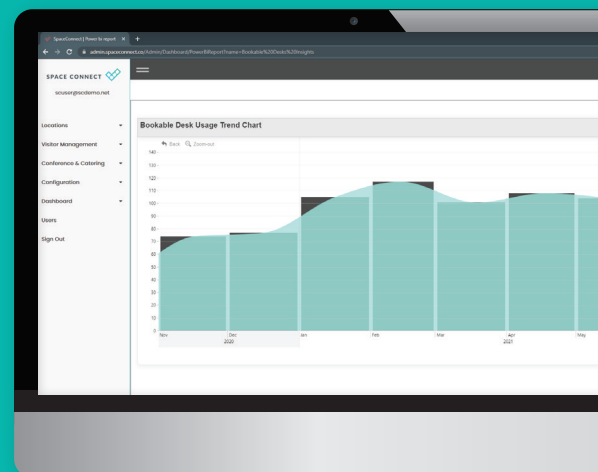 SpaceConnect | Power bi report × +
admin.spaceconnect.co/Admin/Dashboard/PowerBiReport?name=Bookable%20Desks%20Insights
SPACE CONNECT
scuser@scdemo.net
Locations
Visitor Management
Conference & Catering
Configuration
Dashboard
Users
Sign Out
Bookable Desk Usage Trend Chart
Back Zoom-out
140
130
120
110
100
90
80
70
60
50
40
30
20
10
0
Nov Dec Jan Feb Mar Apr May
2020 2021